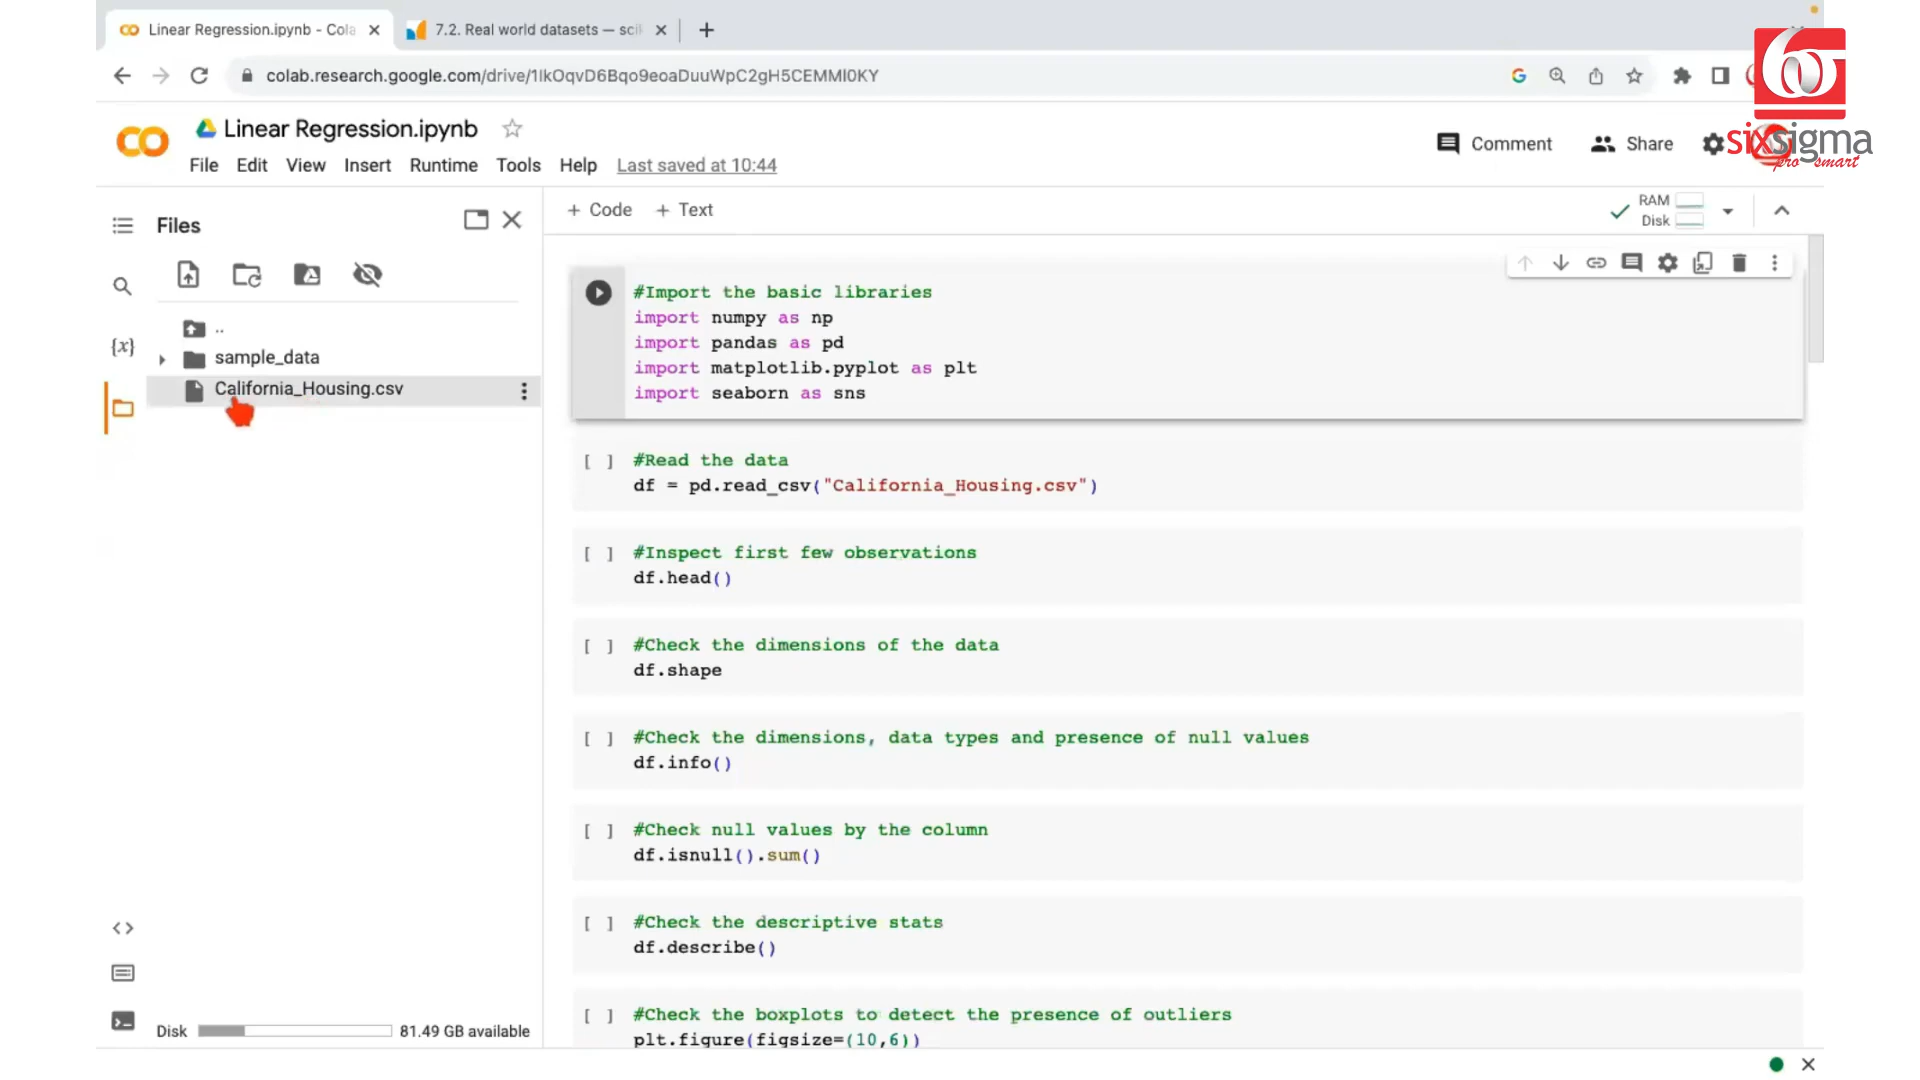 Linear Regression.ipynb - Cola
7.2. Real world datasets — sci
colab.research.google.com/drive/1IkOqvD6Bqo9eoaDuuWpC2gH5CEMMI0KY
Linear Regression.ipynb
File Edit View Insert Runtime Tools Help Last saved at 10:44
Comment
Share
sixsigma
pro smart
Files
+ Code + Text
RAM
Disk
..
sample_data
California_Housing.csv
{x}
#Import the basic libraries
import numpy as np
import pandas as pd
import matplotlib.pyplot as plt
import seaborn as sns
[ ] #Read the data
df = pd.read_csv("California_Housing.csv")
[ ] #Inspect first few observations
df.head()
[ ] #Check the dimensions of the data
df.shape
[ ] #Check the dimensions, data types and presence of null values
df.info()
[ ] #Check null values by the column
df.isnull().sum()
[ ] #Check the descriptive stats
df.describe()
[ ] #Check the boxplots to detect the presence of outliers
plt.figure(figsize=(10,6))
Disk 81.49 GB available